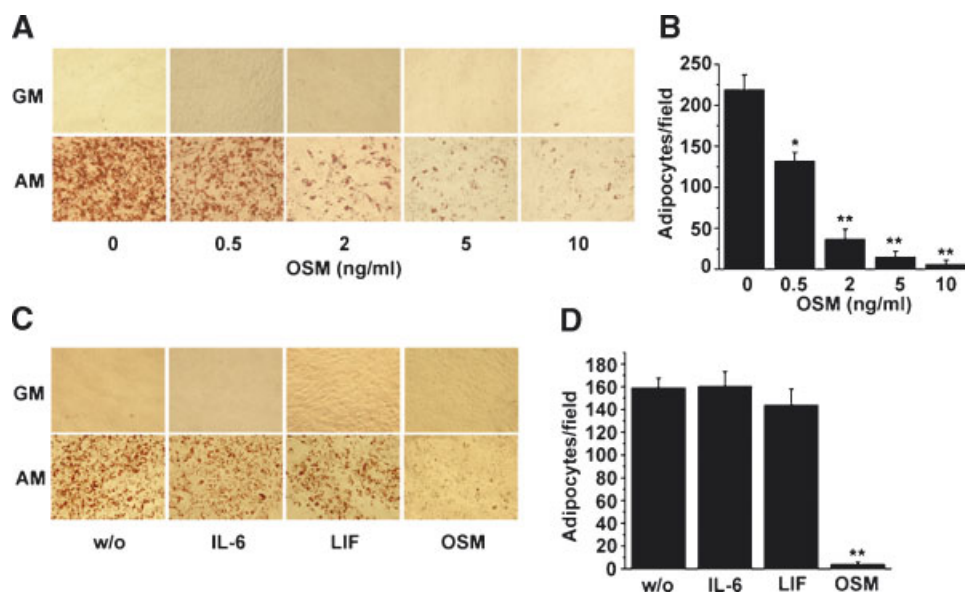 A
GM
AM
0 0.5 2 5 10
OSM (ng/ml)
B
Adipocytes/field
250
200
150
100
50
0
*
**
**
**
0 0.5 2 5 10
OSM (ng/ml)
C
GM
AM
w/o IL-6 LIF OSM
D
Adipocytes/field
180
160
140
120
100
80
60
40
20
0
**
w/o IL-6 LIF OSM